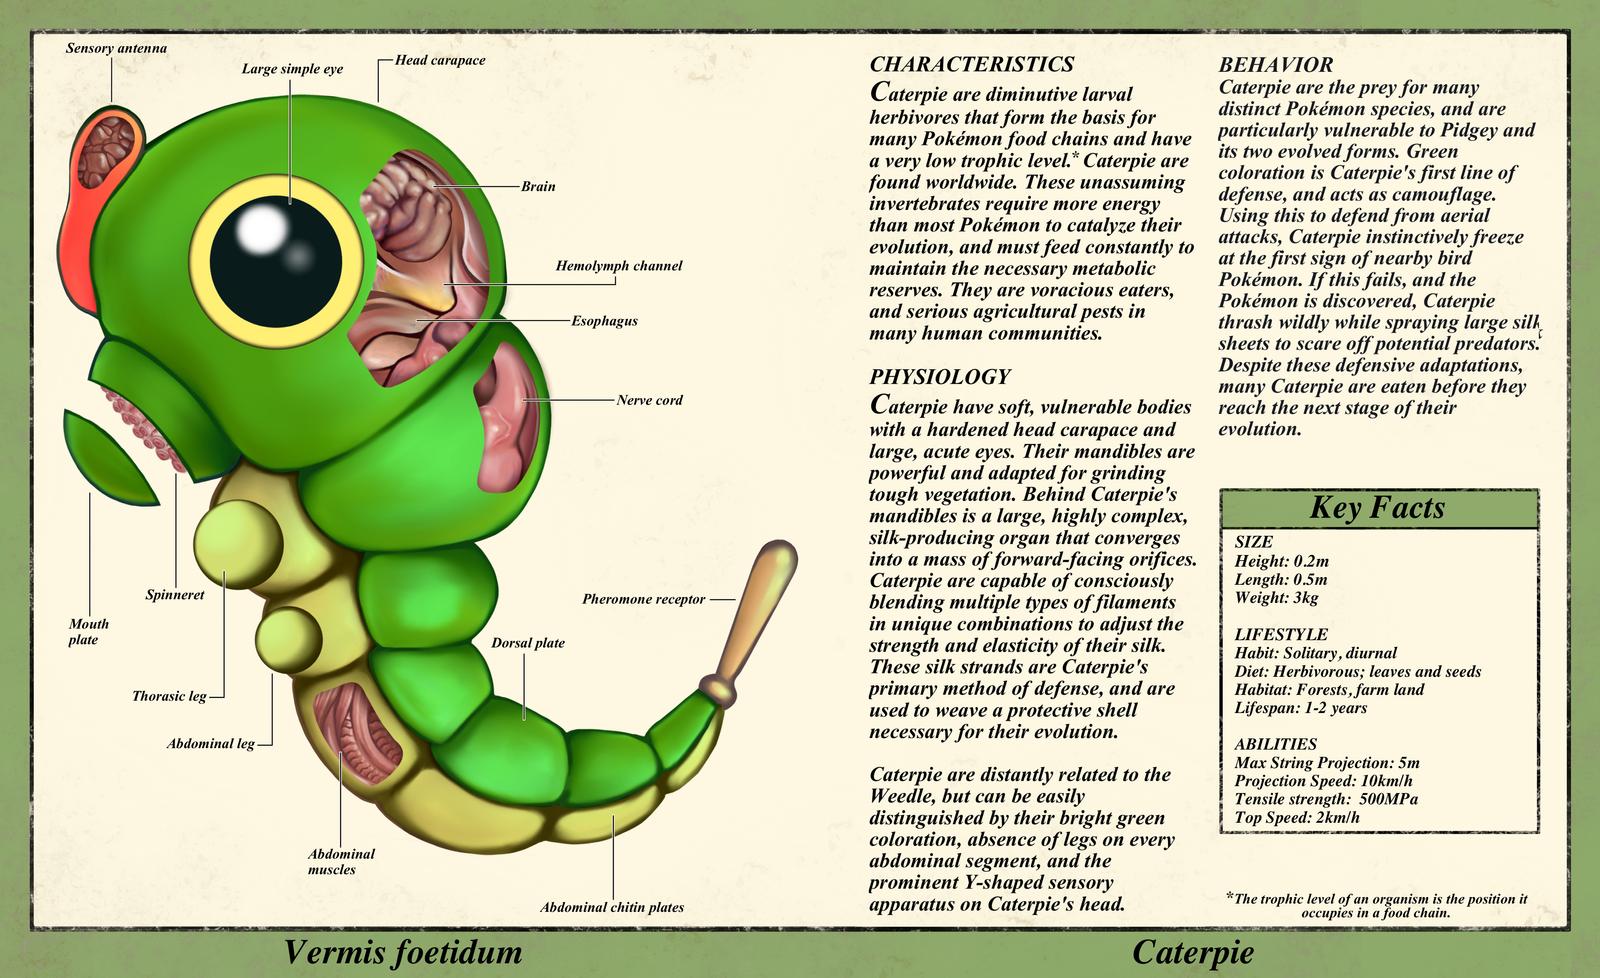 Sensory antenna
Large simple eye
Head carapace
Brain
Hemolymph channel
Esophagus
Nerve cord
Spinneret
Mouth
plate
Pheromone receptor
Dorsal plate
Thorasic leg
Abdominal leg
Abdominal
muscles
Abdominal chitin plates
CHARACTERISTICS
Caterpie are diminutive larval
herbivores that form the basis for
many Pokémon food chains and have
a very low trophic level.* Caterpie are
found worldwide. These unassuming
invertebrates require more energy
than most Pokémon to catalyze their
evolution, and must feed constantly to
maintain the necessary metabolic
reserves. They are voracious eaters,
and serious agricultural pests in
many human communities.
PHYSIOLOGY
Caterpie have soft, vulnerable bodies
with a hardened head carapace and
large, acute eyes. Their mandibles are
powerful and adapted for grinding
tough vegetation. Behind Caterpie's
mandibles is a large, highly complex,
silk-producing organ that converges
into a mass of forward-facing orifices.
Caterpie are capable of consciously
blending multiple types of filaments
in unique combinations to adjust the
strength and elasticity of their silk.
These silk strands are Caterpie's
primary method of defense, and are
used to weave a protective shell
necessary for their evolution.
Caterpie are distantly related to the
Weedle, but can be easily
distinguished by their bright green
coloration, absence of legs on every
abdominal segment, and the
prominent Y-shaped sensory
apparatus on Caterpie's head.
BEHAVIOR
Caterpie are the prey for many
distinct Pokémon species, and are
particularly vulnerable to Pidgey and
its two evolved forms. Green
coloration is Caterpie's first line of
defense, and acts as camouflage.
Using this to defend from aerial
attacks, Caterpie instinctively freeze
at the first sign of nearby bird
Pokémon. If this fails, and the
Pokémon is discovered, Caterpie
thrash wildly while spraying large silk
sheets to scare off potential predators.
Despite these defensive adaptations,
many Caterpie are eaten before they
reach the next stage of their
evolution.
Key Facts
SIZE
Height: 0.2m
Length: 0.5m
Weight: 3kg
LIFESTYLE
Habit: Solitary, diurnal
Diet: Herbivorous; leaves and seeds
Habitat: Forests, farm land
Lifespan: 1-2 years
ABILITIES
Max String Projection: 5m
Projection Speed: 10km/h
Tensile strength: 500MPa
Top Speed: 2km/h
*The trophic level of an organism is the position it
occupies in a food chain.
Vermis foetidum
Caterpie